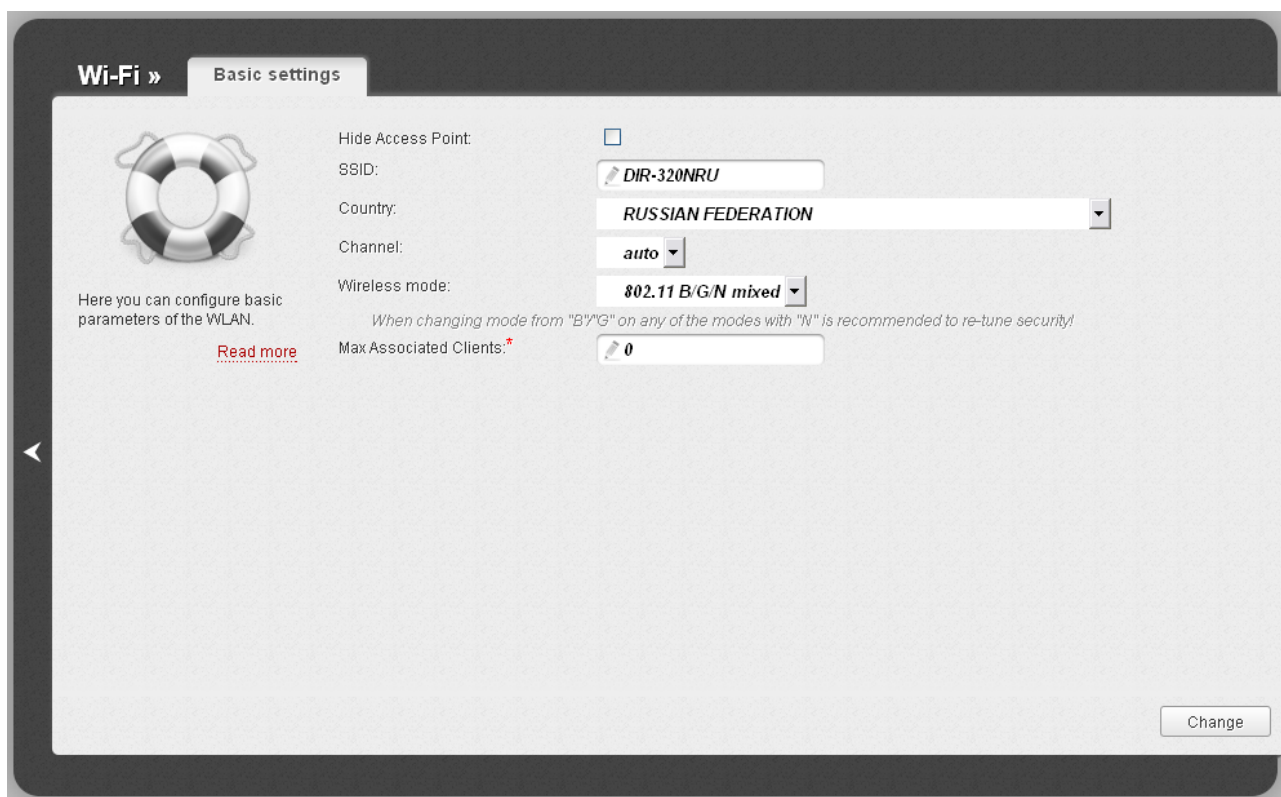 Wi-Fi »
Basic settings
Here you can configure basic
parameters of the WLAN.
Read more
Hide Access Point:
SSID: DIR-320NRU
Country: RUSSIAN FEDERATION
Channel: auto
Wireless mode: 802.11 B/G/N mixed
When changing mode from "B"/"G" on any of the modes with "N" is recommended to re-tune security!
Max Associated Clients:* 0
Change